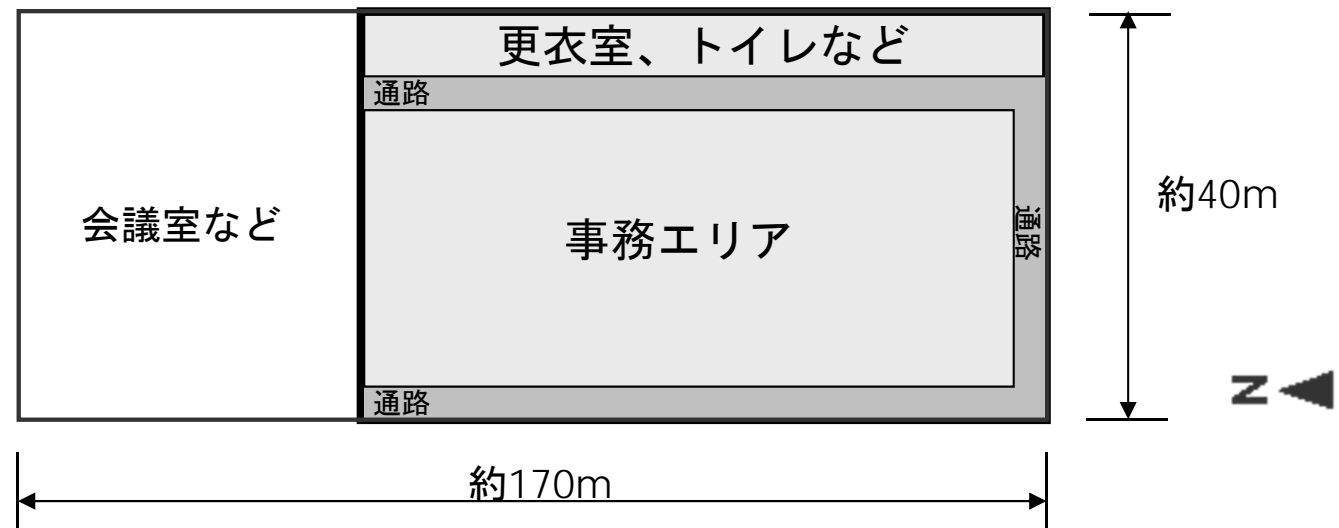 更衣室、トイレなど
通路
会議室など
事務エリア
通路
約40m
N
通路
約170m